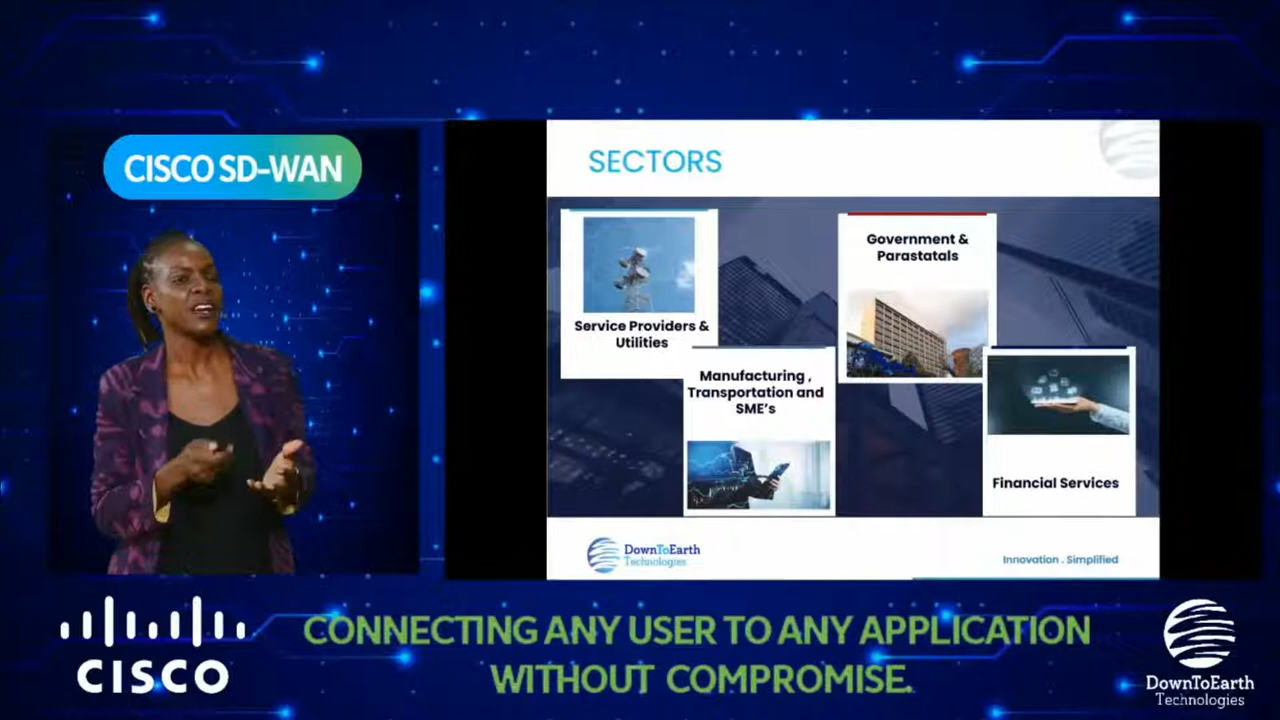 CISCO SD-WAN
SECTORS
Service Providers &
Utilities
Manufacturing ,
Transportation and
SME's
Government &
Parastatals
Financial Services
DownToEarth
Technologies
Innovation . Simplified
CISCO
CONNECTING ANY USER TO ANY APPLICATION
WITHOUT COMPROMISE.
DownToEarth
Technologies